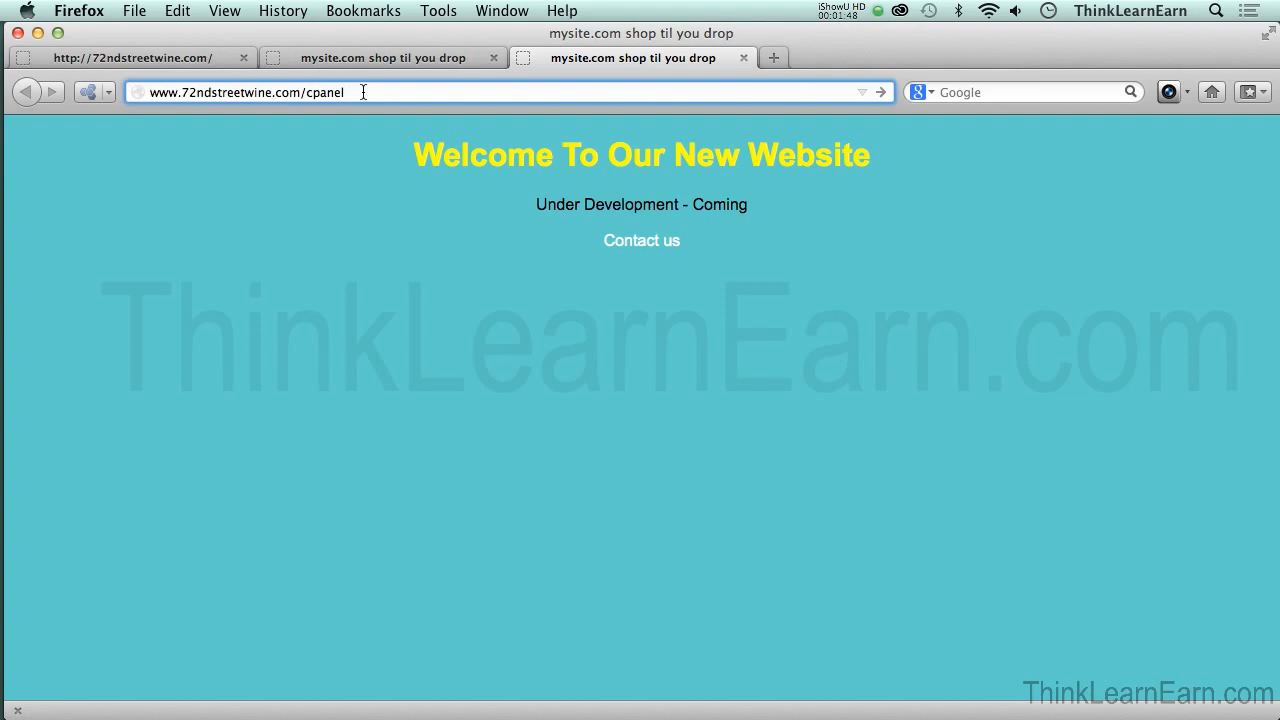 Firefox File Edit View History Bookmarks Tools Window Help iShowU HD 00:01:48 ThinkLearnEarn
mysite.com shop til you drop
http://72ndstreetwine.com/ mysite.com shop til you drop mysite.com shop til you drop
www.72ndstreetwine.com/cpanel Google
Welcome To Our New Website
Under Development - Coming
Contact us
ThinkLearnEarn.com
ThinkLearnEarn.com